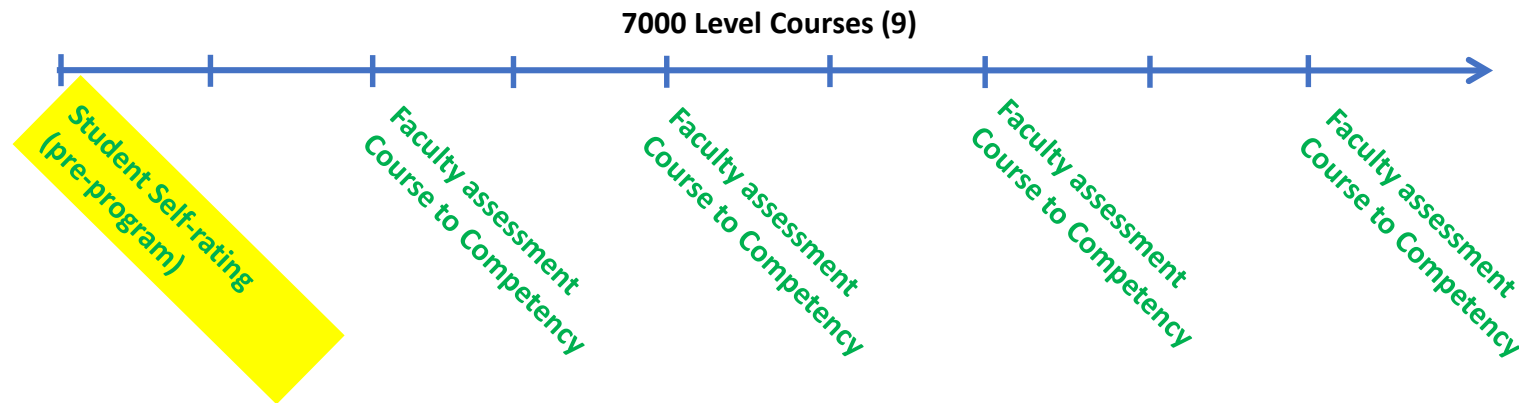 7000 Level Courses (9)
Student Self-rating
(pre-program)
Faculty assessment
Course to Competency
Faculty assessment
Course to Competency
Faculty assessment
Course to Competency
Faculty assessment
Course to Competency